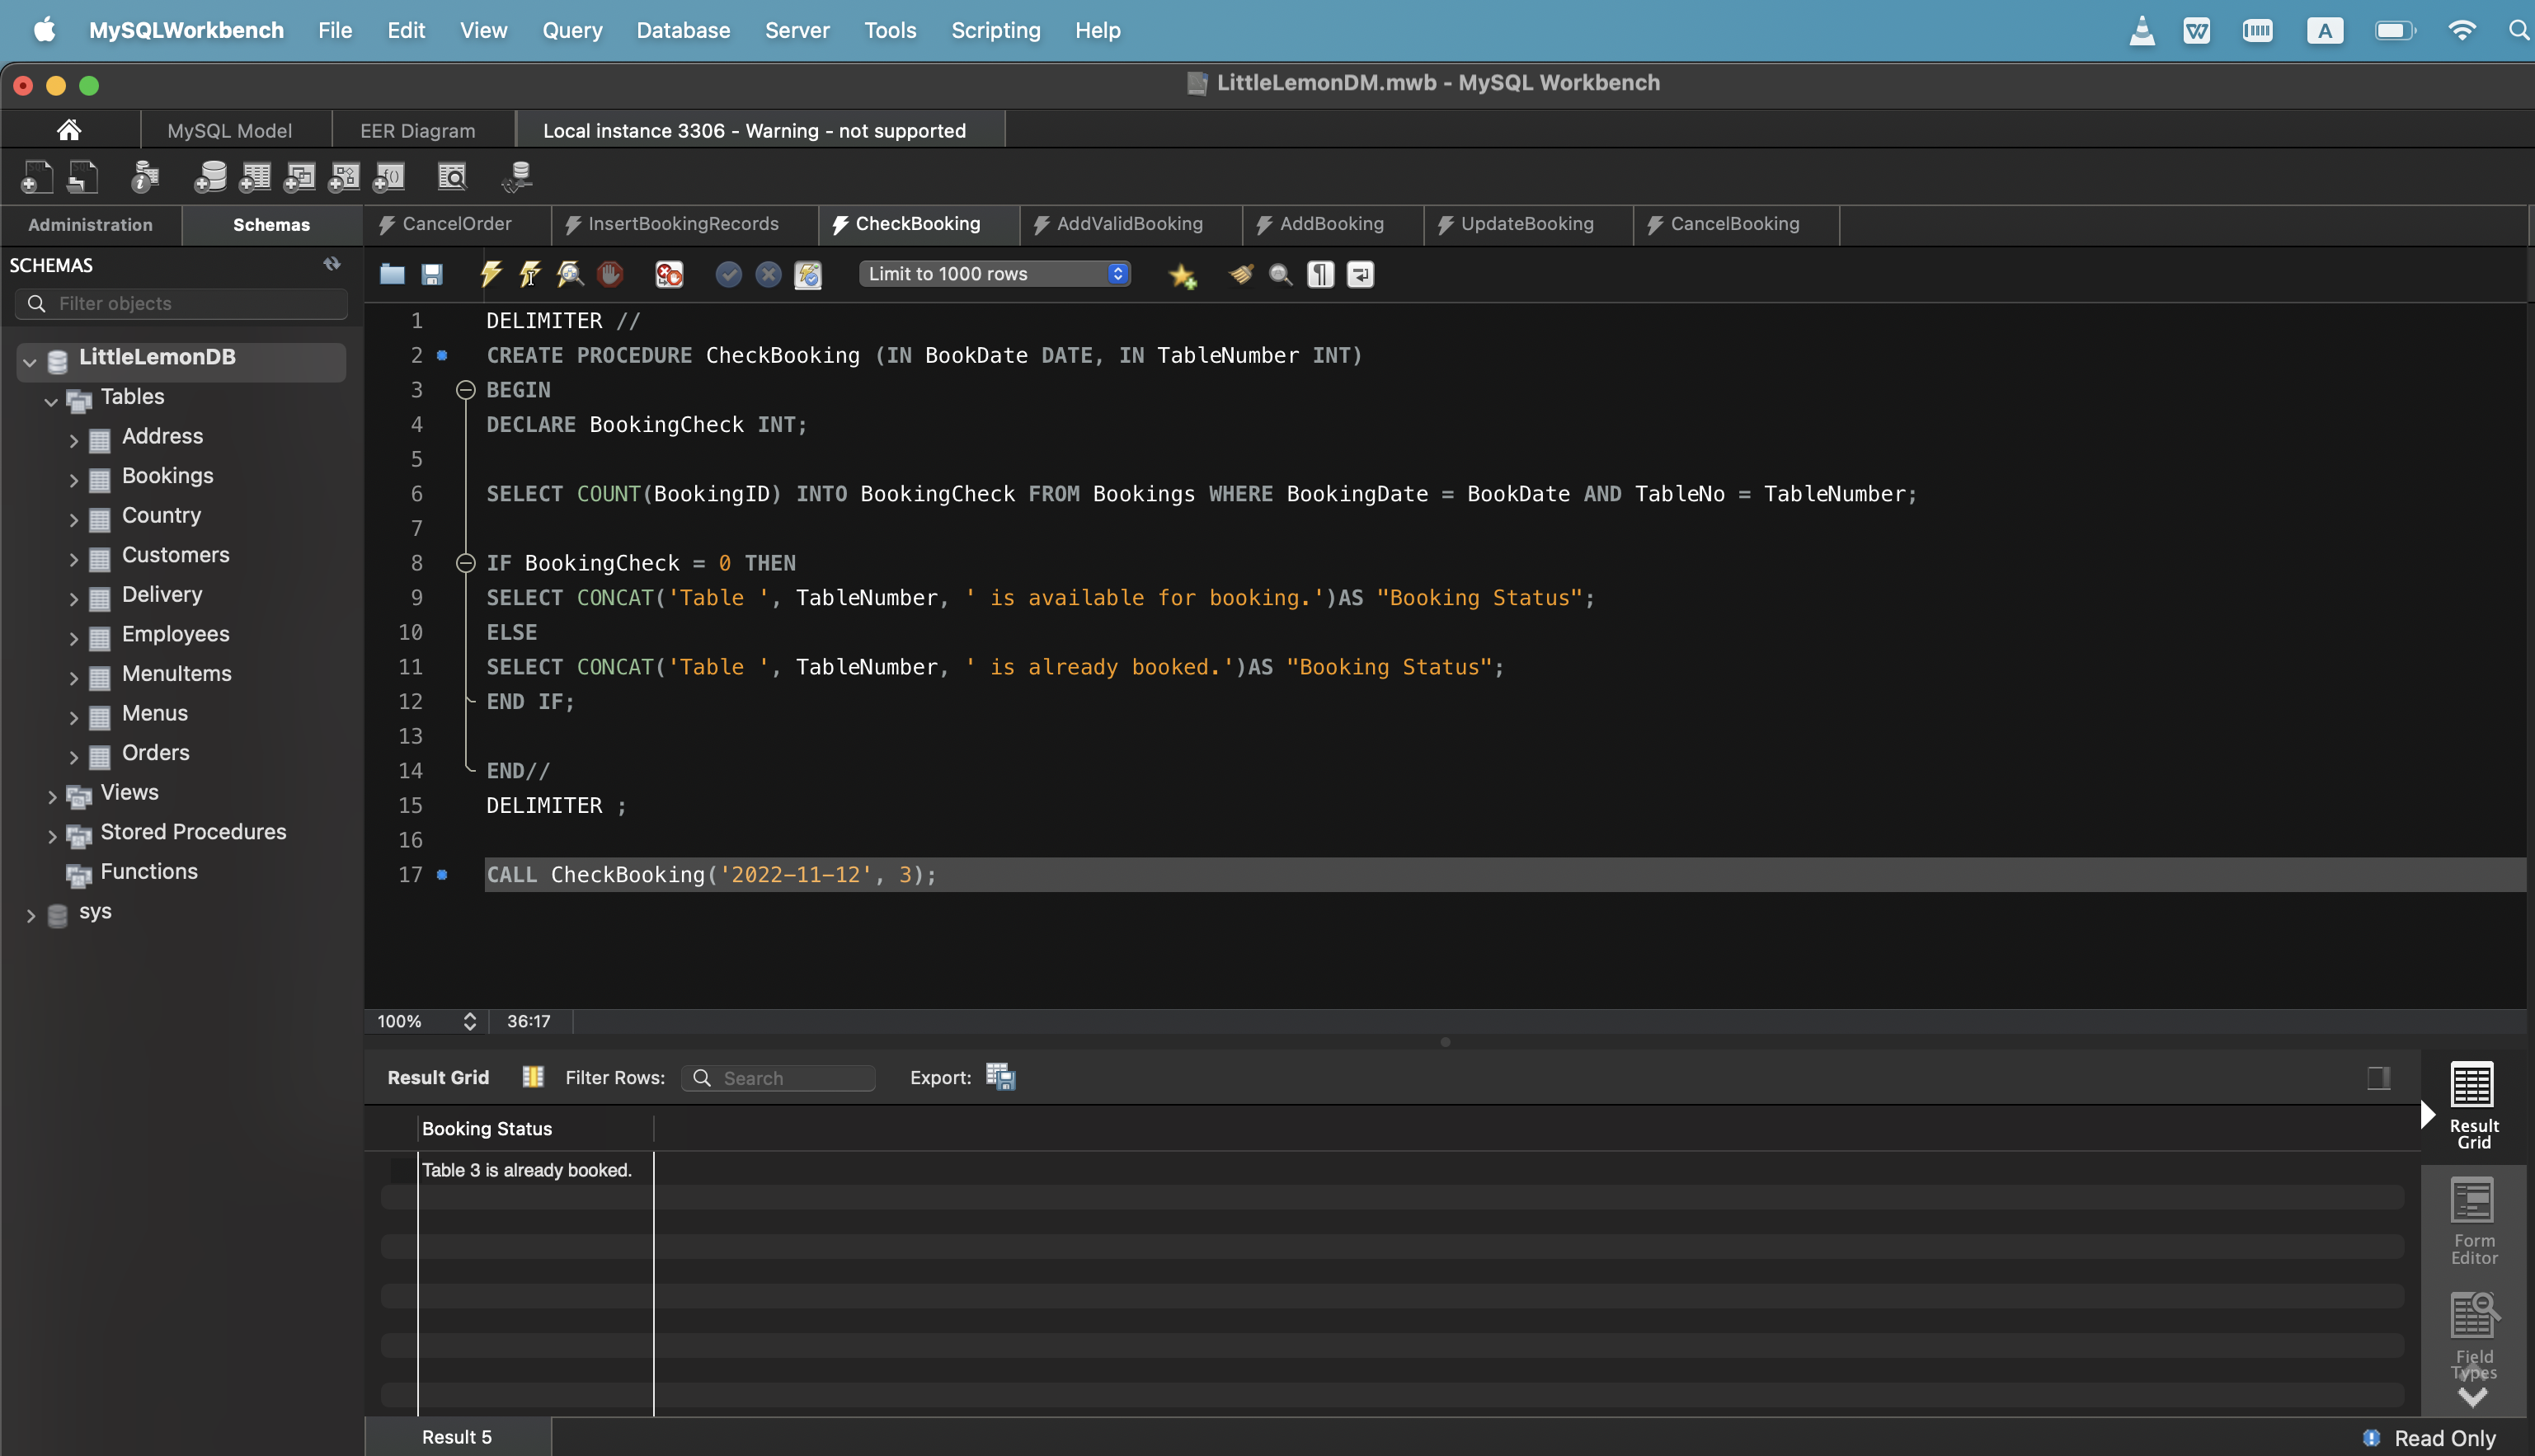 MySQLWorkbench File Edit View Query Database Server Tools Scripting Help
A
LittleLemonDM.mwb - MySQL Workbench
MySQL Model EER Diagram Local instance 3306 - Warning - not supported
Administration Schemas CancelOrder InsertBookingRecords CheckBooking AddValidBooking AddBooking UpdateBooking CancelBooking
SCHEMAS
Filter objects
Limit to 1000 rows
LittleLemonDB
Tables
Address
Bookings
Country
Customers
Delivery
Employees
MenuItems
Menus
Orders
Views
Stored Procedures
Functions
sys
1 DELIMITER //
2 CREATE PROCEDURE CheckBooking (IN BookDate DATE, IN TableNumber INT)
3 BEGIN
4 DECLARE BookingCheck INT;
5
6 SELECT COUNT(BookingID) INTO BookingCheck FROM Bookings WHERE BookingDate = BookDate AND TableNo = TableNumber;
7
8 IF BookingCheck = 0 THEN
9 SELECT CONCAT('Table ', TableNumber, ' is available for booking.')AS "Booking Status";
10 ELSE
11 SELECT CONCAT('Table ', TableNumber, ' is already booked.')AS "Booking Status";
12 END IF;
13
14 END//
15 DELIMITER ;
16
17 CALL CheckBooking('2022-11-12', 3);
100% 36:17
Result Grid Filter Rows: Search Export:
Booking Status
Table 3 is already booked.
Result
Grid
Form
Editor
Field
Types
Result 5
Read Only